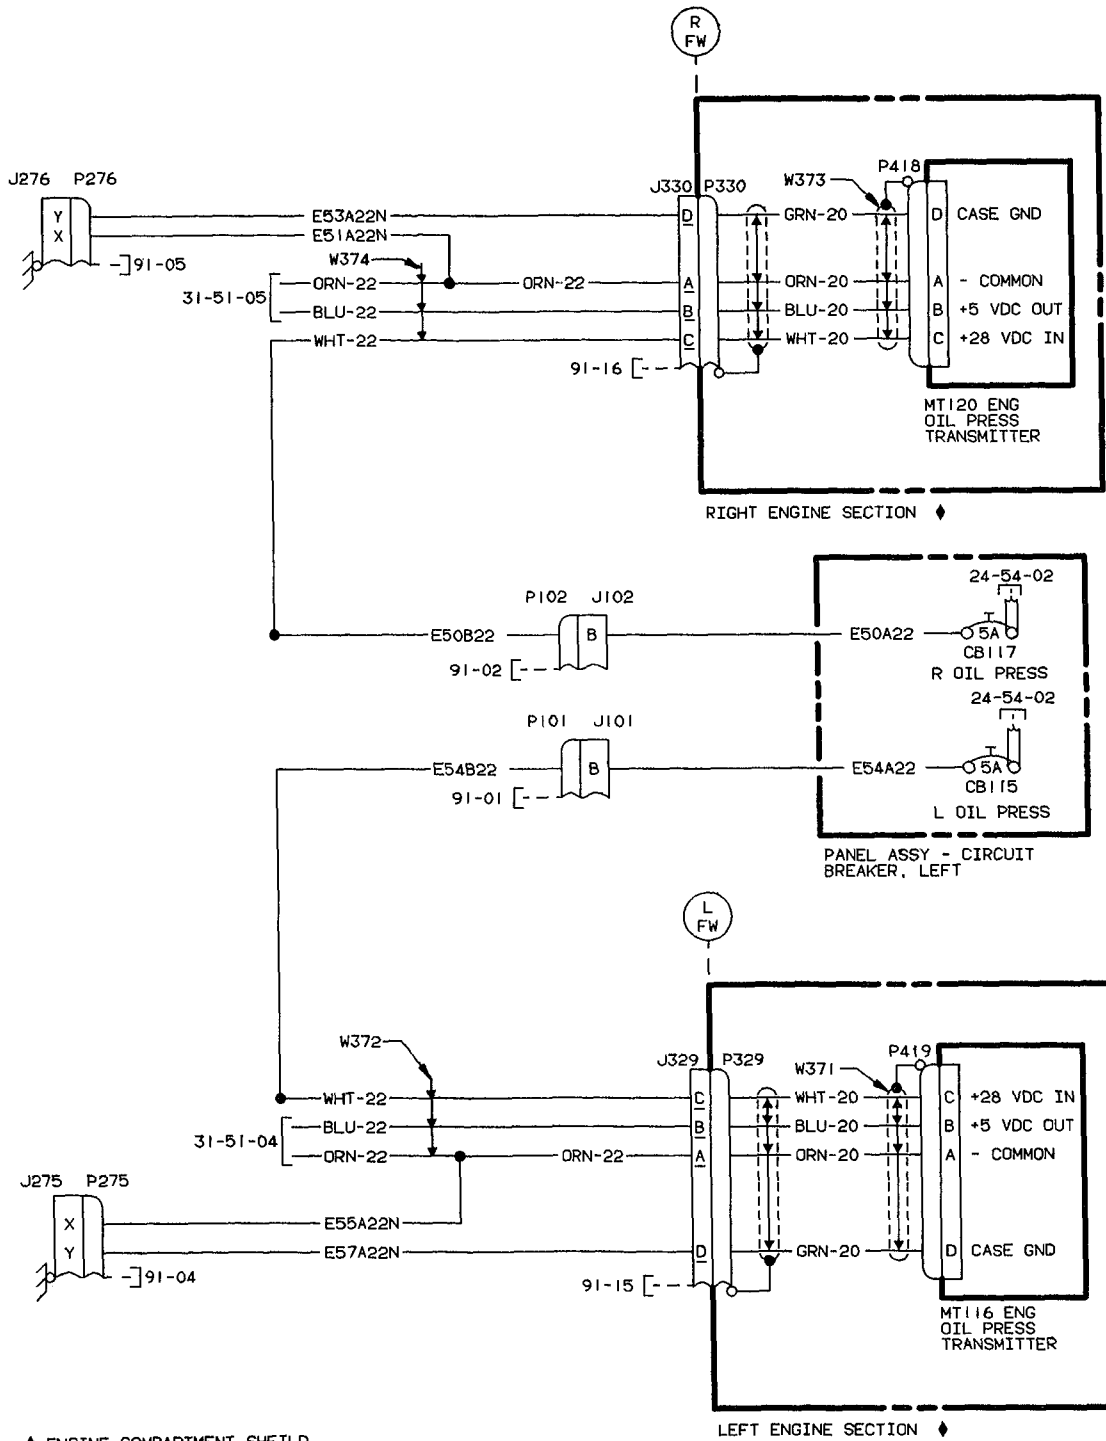 R
FW
J276 P276
Y
X
E53A22N
E51A22N
91-05
W374
31-51-05
ORN-22
ORN-22
BLU-22
WHT-22
J330 P330
D
A
B
C
91-16
W373
P418
GRN-20
ORN-20
BLU-20
WHT-20
D CASE GND
A - COMMON
B +5 VDC OUT
C +28 VDC IN
MT120 ENG
OIL PRESS
TRANSMITTER
RIGHT ENGINE SECTION
P102 J102
E50B22
B
E50A22
91-02
24-54-02
5A
CB117
R OIL PRESS
P101 J101
E54B22
B
E54A22
91-01
24-54-02
5A
CB115
L OIL PRESS
PANEL ASSY - CIRCUIT
BREAKER, LEFT
L
FW
W372
31-51-04
WHT-22
BLU-22
ORN-22
ORN-22
J275 P275
X
Y
E55A22N
E57A22N
91-04
J329 P329
C
B
A
D
91-15
W371
P419
WHT-20
BLU-20
ORN-20
GRN-20
C +28 VDC IN
B +5 VDC OUT
A - COMMON
D CASE GND
MT116 ENG
OIL PRESS
TRANSMITTER
LEFT ENGINE SECTION
ENGINE COMPARTMENT SHEILD